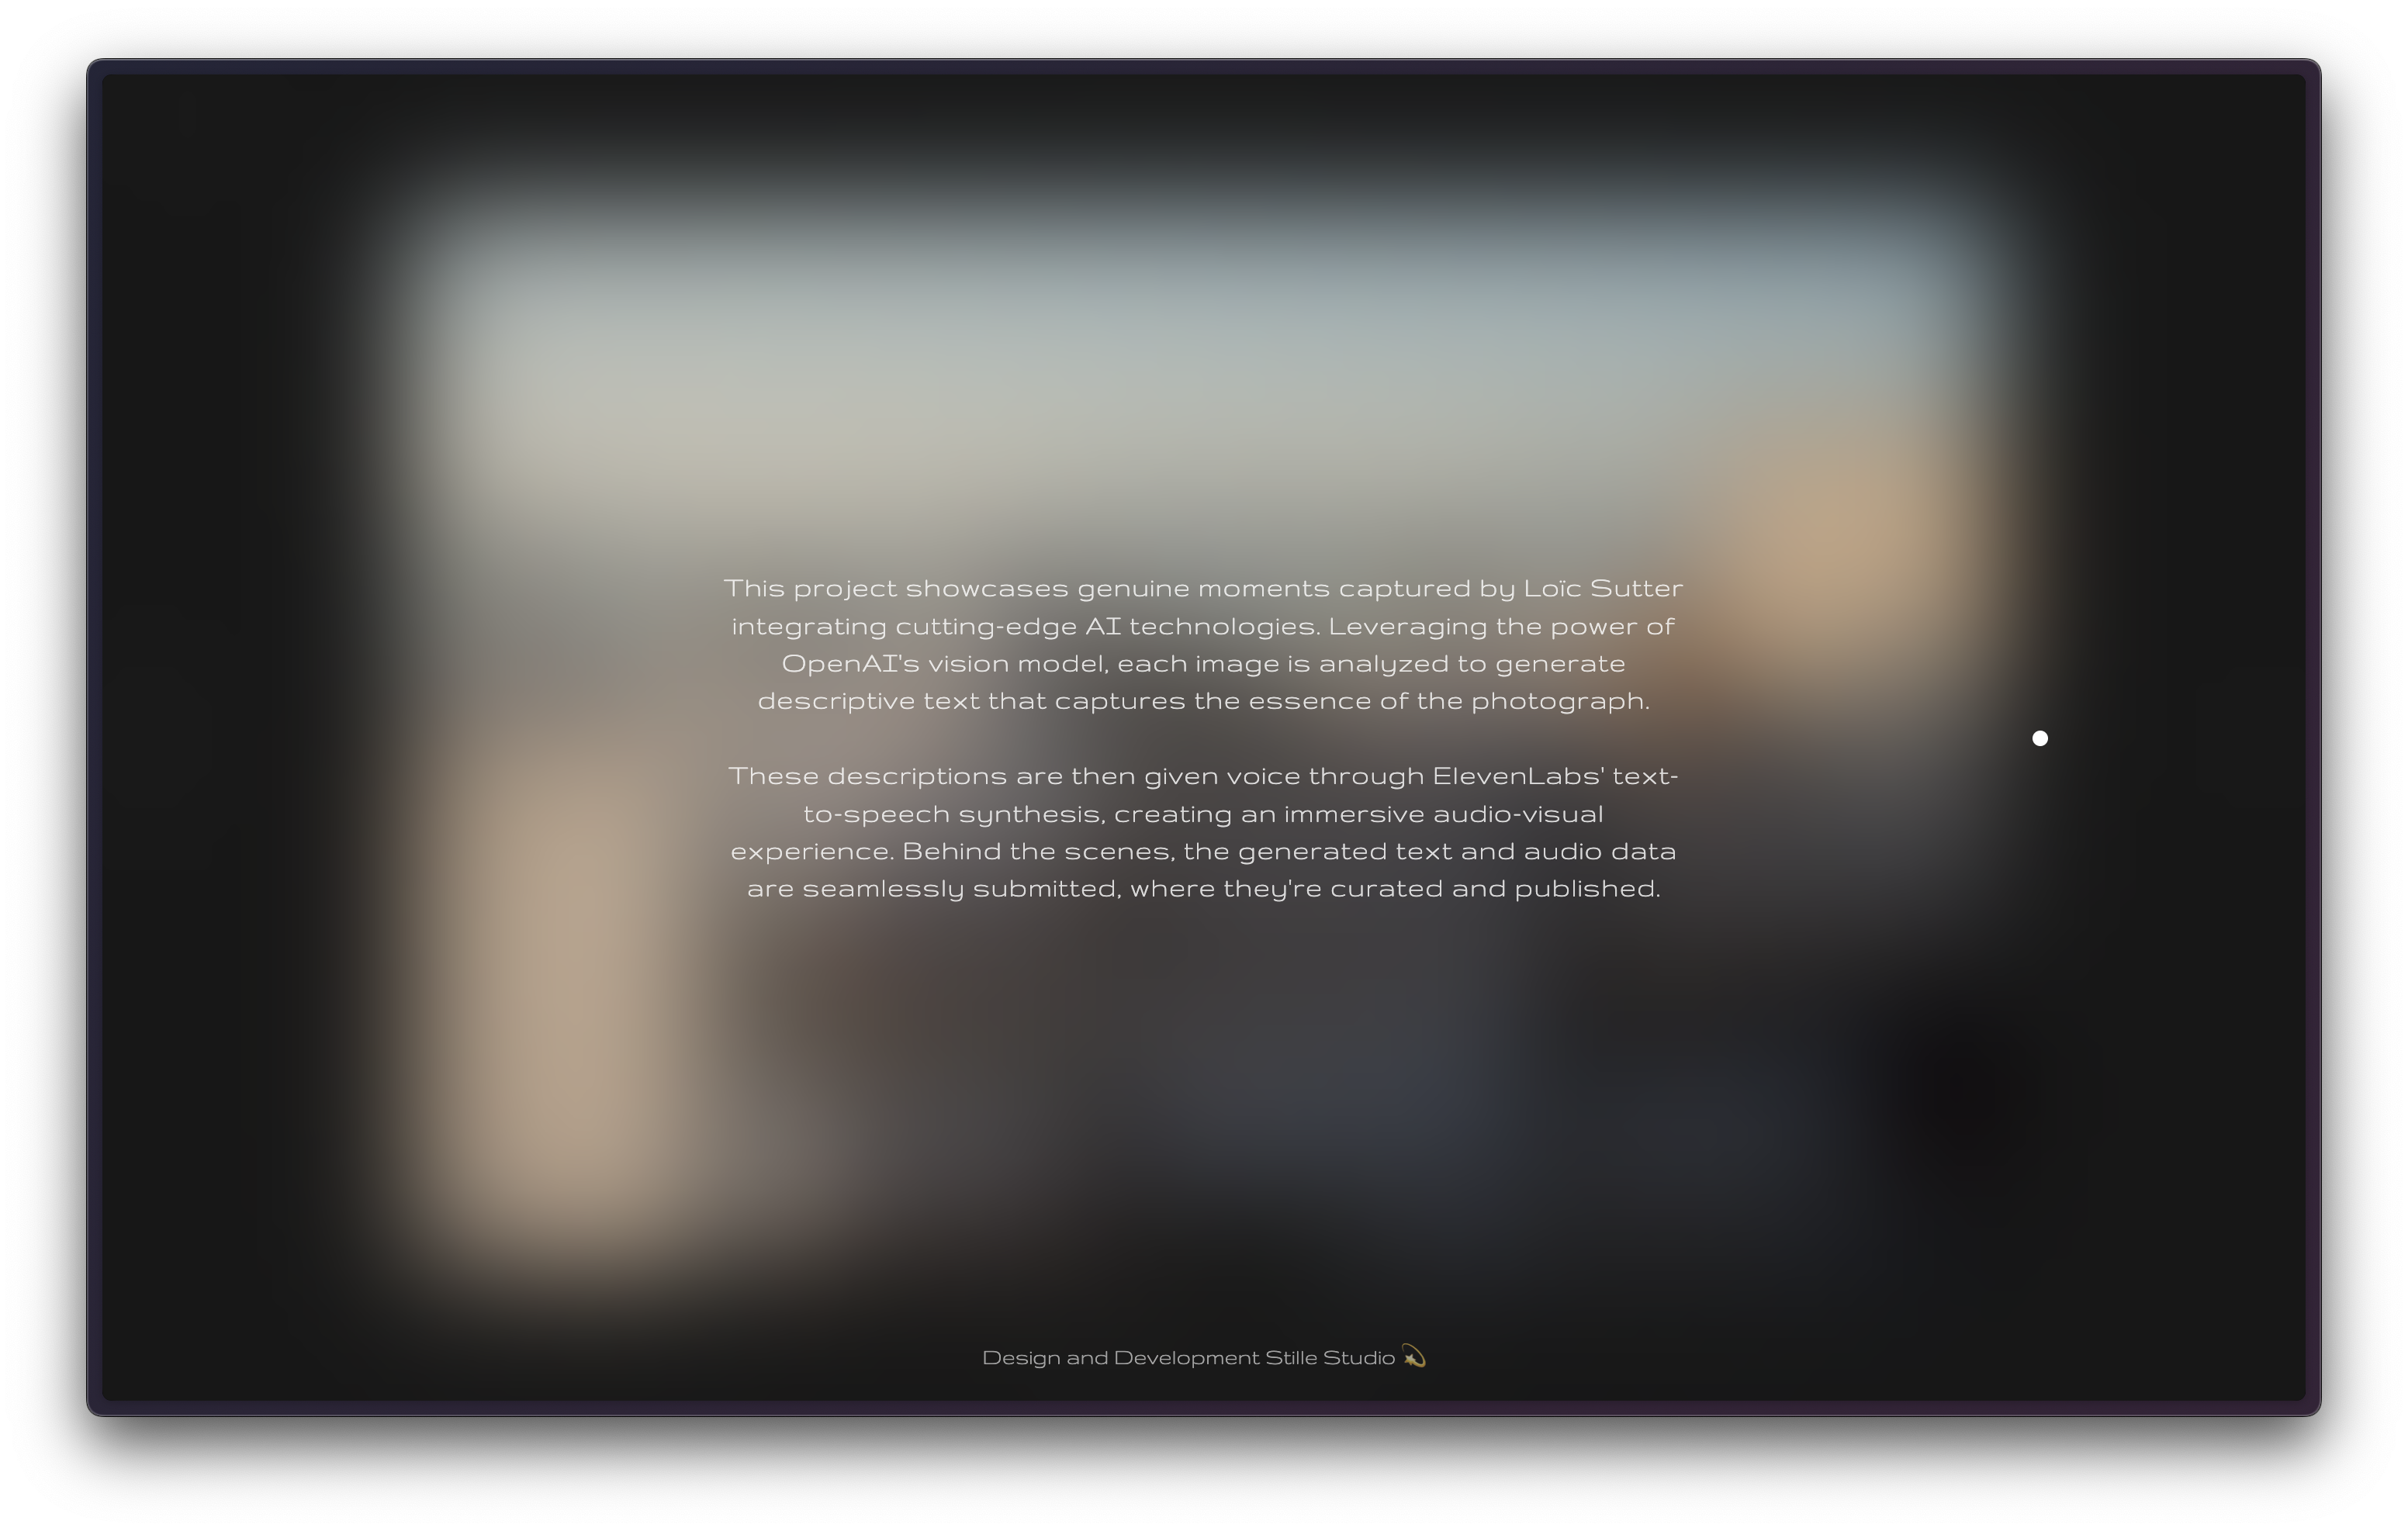 This project showcases genuine moments captured by Loïc Sutter
integrating cutting-edge AI technologies. Leveraging the power of
OpenAI's vision model, each image is analyzed to generate
descriptive text that captures the essence of the photograph.
These descriptions are then given voice through ElevenLabs' text-
to-speech synthesis, creating an immersive audio-visual
experience. Behind the scenes, the generated text and audio data
are seamlessly submitted, where they're curated and published.
Design and Development Stille Studio 💫